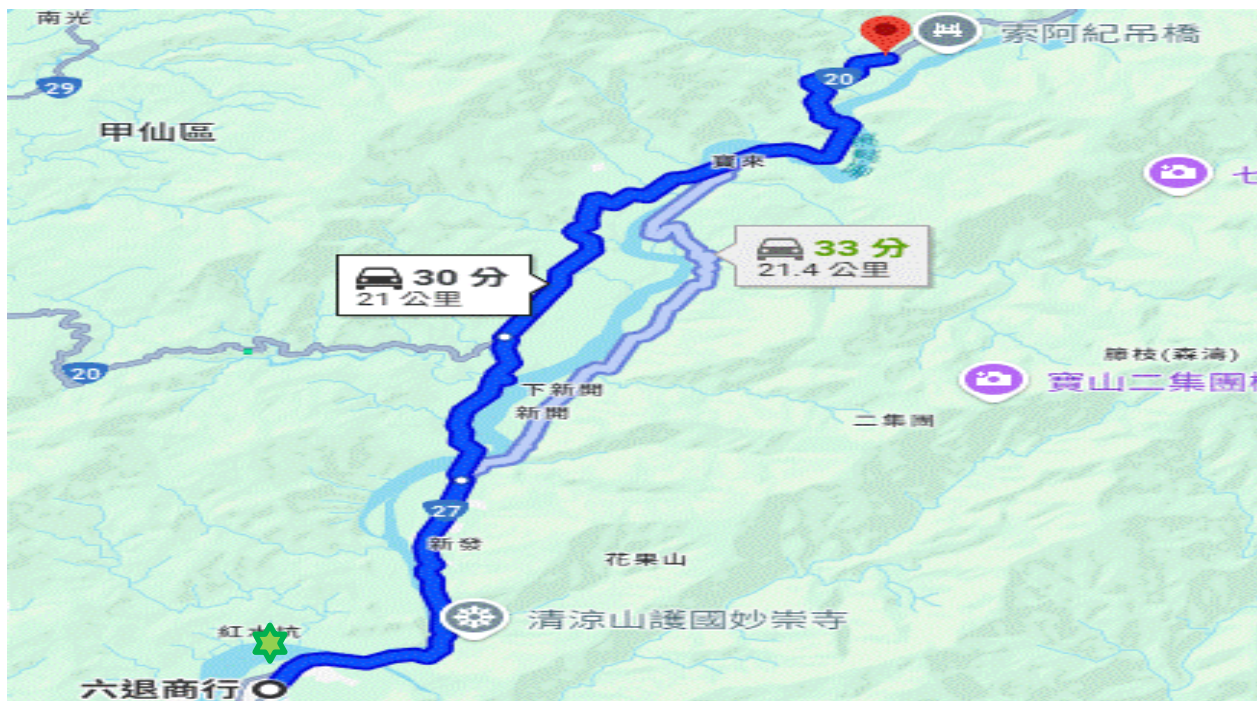 南光
索阿紀吊橋
29
20
甲仙區
寶來
七
33 分
21.4 公里
30 分
21 公里
20
藤枝(森濤)
寶山二集團
下新開
新開
二集團
27
新發
花果山
清涼山護國妙崇寺
紅水坑
六退商行